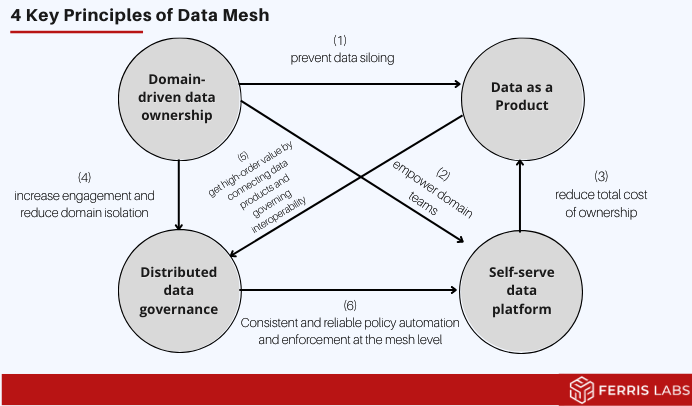 4 Key Principles of Data Mesh
(1)
prevent data siloing
Domain-
driven data
ownership
Data as a
Product
(5)
get high-order value by
connecting data
products and
governing
interoperability
(2)
empower domain
teams
(4)
increase engagement and
reduce domain isolation
(3)
reduce total cost
of ownership
Distributed
data
governance
Self-serve
data
platform
(6)
Consistent and reliable policy automation
and enforcement at the mesh level
FERRIS LABS